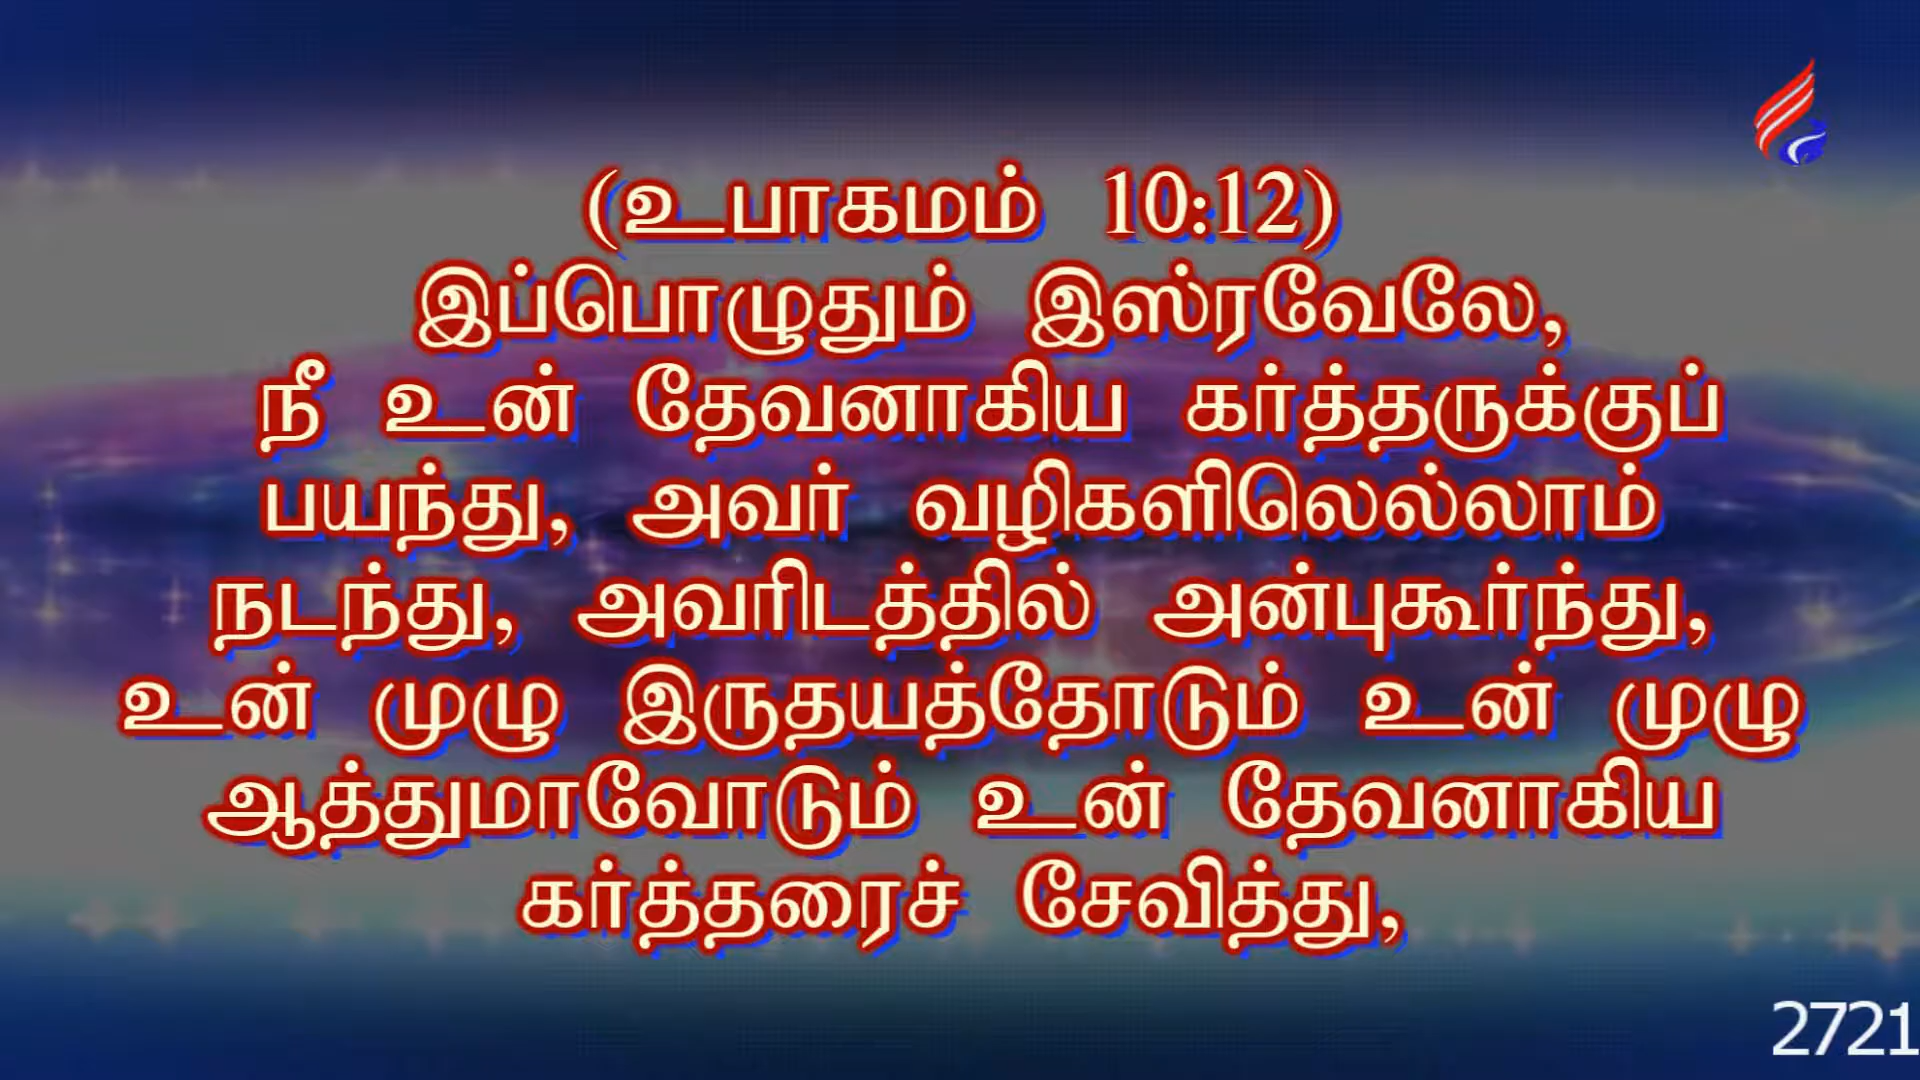 (உபாகமம் 10:12)
இப்பொழுதும் இஸ்ரவேலே,
நீ உன் தேவனாகிய கர்த்தருக்குப்
பயந்து, அவர் வழிகளிலெல்லாம்
நடந்து, அவரிடத்தில் அன்புகூர்ந்து,
உன் முழு இருதயத்தோடும் உன் முழு
ஆத்துமாவோடும் உன் தேவனாகிய
கர்த்தரைச் சேவித்து,
2721